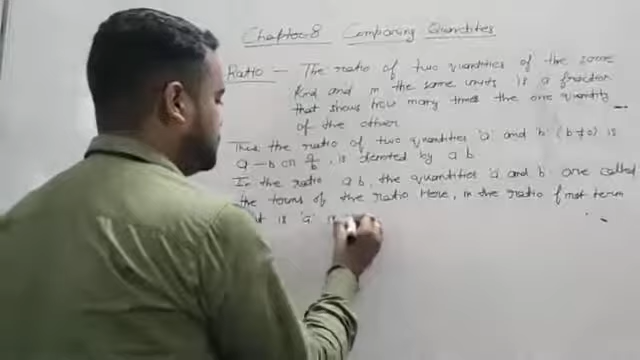 Chapter-8 Comparing Quantities
Ratio - The ratio of two quantities of the same
kind and in the same units is a fraction
that shows how many times the one quantity
of the other
Thus the ratio of two quantities 'a' and 'b' (b≠0) is
a-b or a/b, is denoted by a b.
In the ratio a b, the quantities 'a' and b are called
the terms of the ratio Here, in the ratio first term
is 'a'